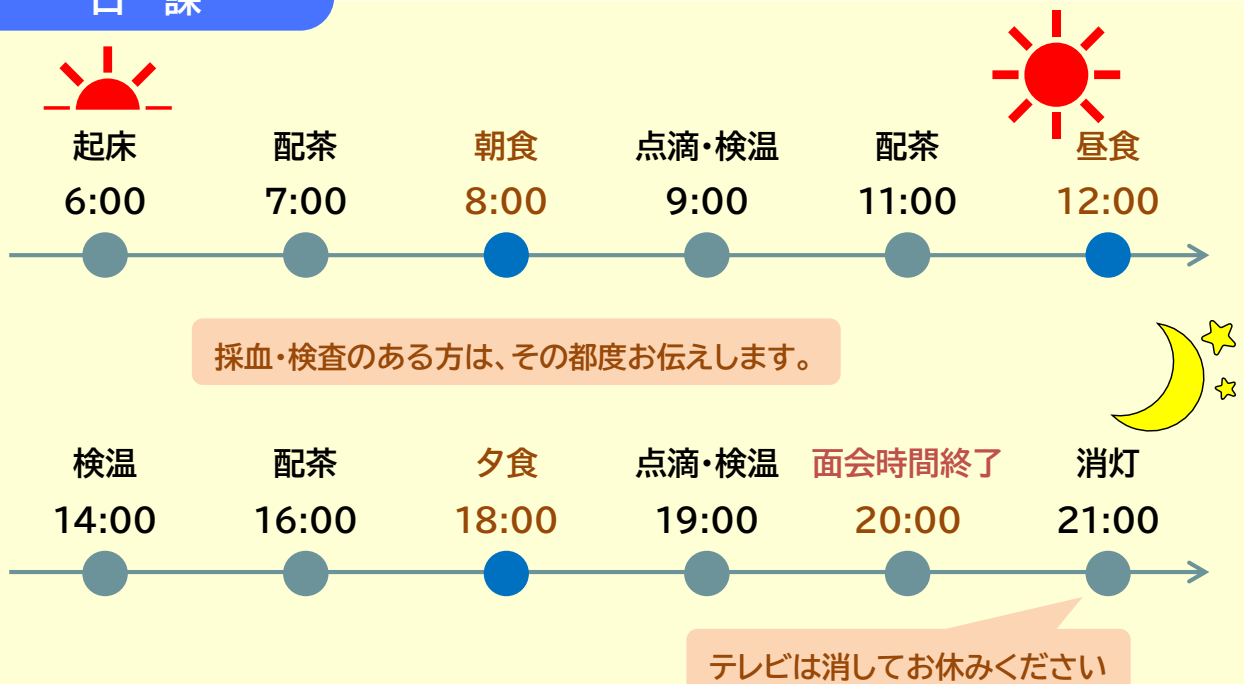 日 課
起床 配茶 朝食 点滴・検温 配茶 昼食
6:00 7:00 8:00 9:00 11:00 12:00
採血・検査のある方は、その都度お伝えします。
検温 配茶 夕食 点滴・検温 面会時間終了 消灯
14:00 16:00 18:00 19:00 20:00 21:00
テレビは消してお休みください